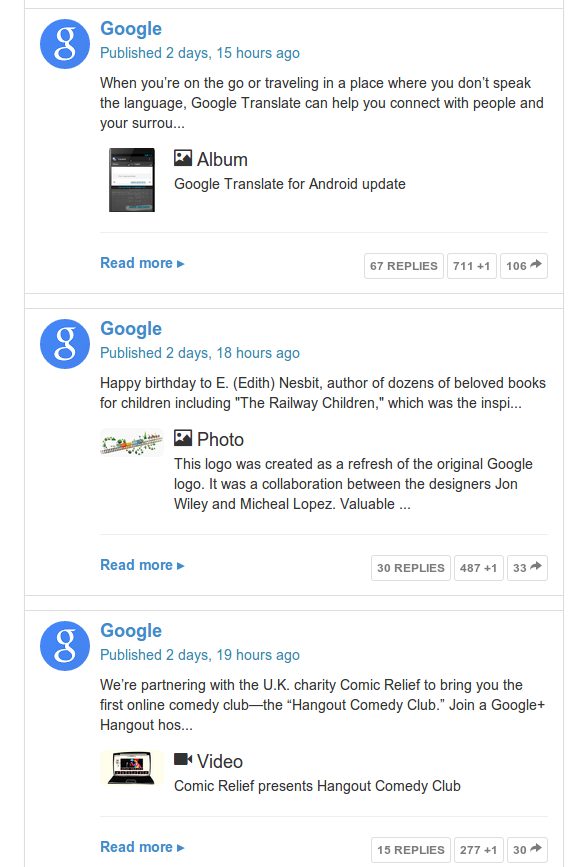 Google
Published 2 days, 15 hours ago
When you’re on the go or traveling in a place where you don’t speak
the language, Google Translate can help you connect with people and
your surrou...
Album
Google Translate for Android update
Read more ▸
67 REPLIES 711 +1 106
Google
Published 2 days, 18 hours ago
Happy birthday to E. (Edith) Nesbit, author of dozens of beloved books
for children including "The Railway Children," which was the inspi...
Photo
This logo was created as a refresh of the original Google
logo. It was a collaboration between the designers Jon
Wiley and Micheal Lopez. Valuable ...
Read more ▸
30 REPLIES 487 +1 33
Google
Published 2 days, 19 hours ago
We’re partnering with the U.K. charity Comic Relief to bring you the
first online comedy club—the “Hangout Comedy Club.” Join a Google+
Hangout hos...
Video
Comic Relief presents Hangout Comedy Club
Read more ▸
15 REPLIES 277 +1 30